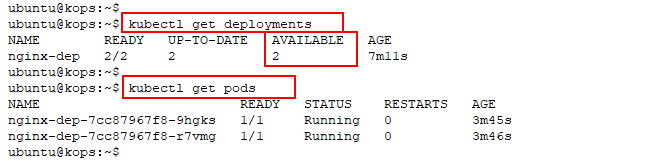 ubuntu@kops:~$
ubuntu@kops:~$ kubectl get deployments
NAME READY UP-TO-DATE AVAILABLE AGE
nginx-dep 2/2 2 2 7m11s
ubuntu@kops:~$
ubuntu@kops:~$ kubectl get pods
NAME READY STATUS RESTARTS AGE
nginx-dep-7cc87967f8-9hgks 1/1 Running 0 3m45s
nginx-dep-7cc87967f8-r7vmg 1/1 Running 0 3m46s
ubuntu@kops:~$